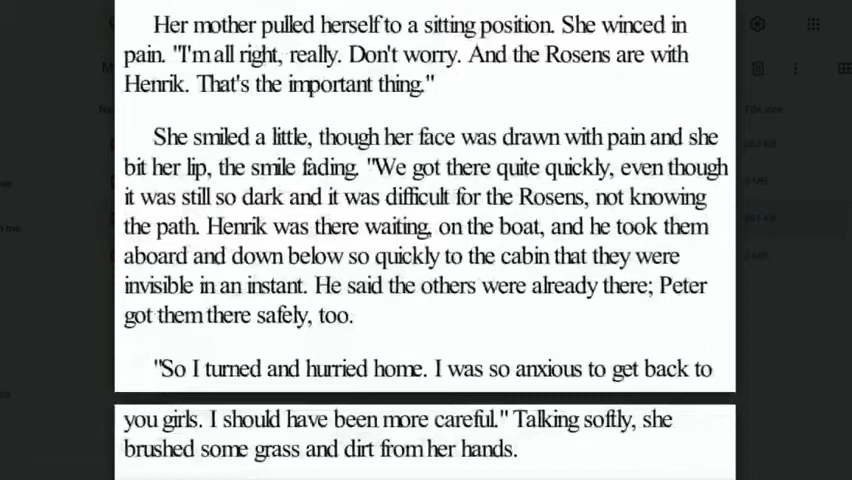 Her mother pulled herself to a sitting position. She winced in
pain. "I'm all right, really. Don't worry. And the Rosens are with
Henrik. That's the important thing."
She smiled a little, though her face was drawn with pain and she
bit her lip, the smile fading. "We got there quite quickly, even though
it was still so dark and it was difficult for the Rosens, not knowing
the path. Henrik was there waiting, on the boat, and he took them
aboard and down below so quickly to the cabin that they were
invisible in an instant. He said the others were already there; Peter
got them there safely, too.
"So I turned and hurried home. I was so anxious to get back to
you girls. I should have been more careful." Talking softly, she
brushed some grass and dirt from her hands.
File size